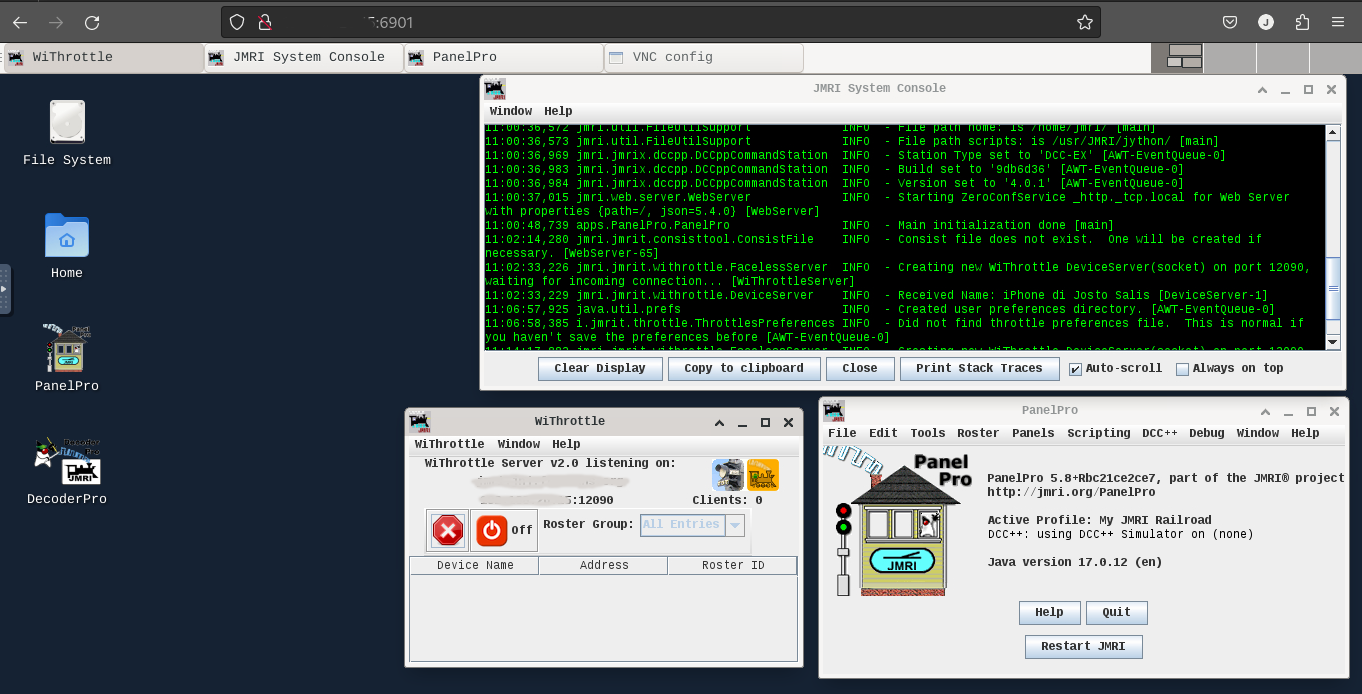 :6901
WiThrottle
JMRI System Console
PanelPro
VNC config
File System
Home
PanelPro
DecoderPro
JMRI System Console
Window Help
11:00:36,572 jmri.util.FileUtilSupport INFO - File path home: is /home/jmri/ [main]
11:00:36,573 jmri.util.FileUtilSupport INFO - File path scripts: is /usr/JMRI/jython/ [main]
11:00:36,969 jmri.jmrix.dccpp.DCCppCommandStation INFO - Station Type set to 'DCC-EX' [AWT-EventQueue-0]
11:00:36,983 jmri.jmrix.dccpp.DCCppCommandStation INFO - Build set to '9db6d36' [AWT-EventQueue-0]
11:00:36,984 jmri.jmrix.dccpp.DCCppCommandStation INFO - Version set to '4.0.1' [AWT-EventQueue-0]
11:00:37,015 jmri.web.server.WebServer INFO - Starting ZeroConfService _http._tcp.local for Web Server
with properties {path=/, json=5.4.0} [WebServer]
11:00:48,739 apps.PanelPro.PanelPro INFO - Main initialization done [main]
11:02:14,280 jmri.jmrit.consisttool.ConsistFile INFO - Consist file does not exist. One will be created if
necessary. [WebServer-65]
11:02:33,226 jmri.jmrit.withrottle.FacelessServer INFO - Creating new WiThrottle DeviceServer(socket) on port 12090,
waiting for incoming connection... [WiThrottleServer]
11:02:33,229 jmri.jmrit.withrottle.DeviceServer INFO - Received Name: iPhone di Josto Salis [DeviceServer-1]
11:06:57,925 java.util.prefs INFO - Created user preferences directory. [AWT-EventQueue-0]
11:06:58,385 i.jmrit.throttle.ThrottlesPreferences INFO - Did not find throttle preferences file. This is normal if
you haven't save the preferences before [AWT-EventQueue-0]
Clear Display Copy to clipboard Close Print Stack Traces Auto-scroll Always on top
WiThrottle
WiThrottle Window Help
WiThrottle Server v2.0 listening on:
5:12090 Clients: 0
Off Roster Group: All Entries
Device Name Address Roster ID
PanelPro
File Edit Tools Roster Panels Scripting DCC++ Debug Window Help
Panel
Pro
JMRI
PanelPro 5.8+Rbc21ce2ce7, part of the JMRI® project
http://jmri.org/PanelPro
Active Profile: My JMRI Railroad
DCC++: using DCC++ Simulator on (none)
Java version 17.0.12 (en)
Help Quit
Restart JMRI